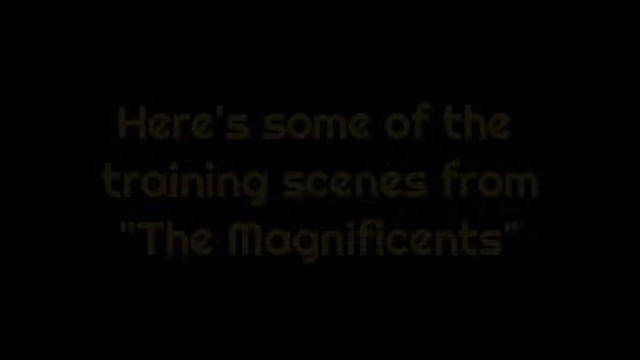 Here's some of the
training scenes from
"The Magnificents"